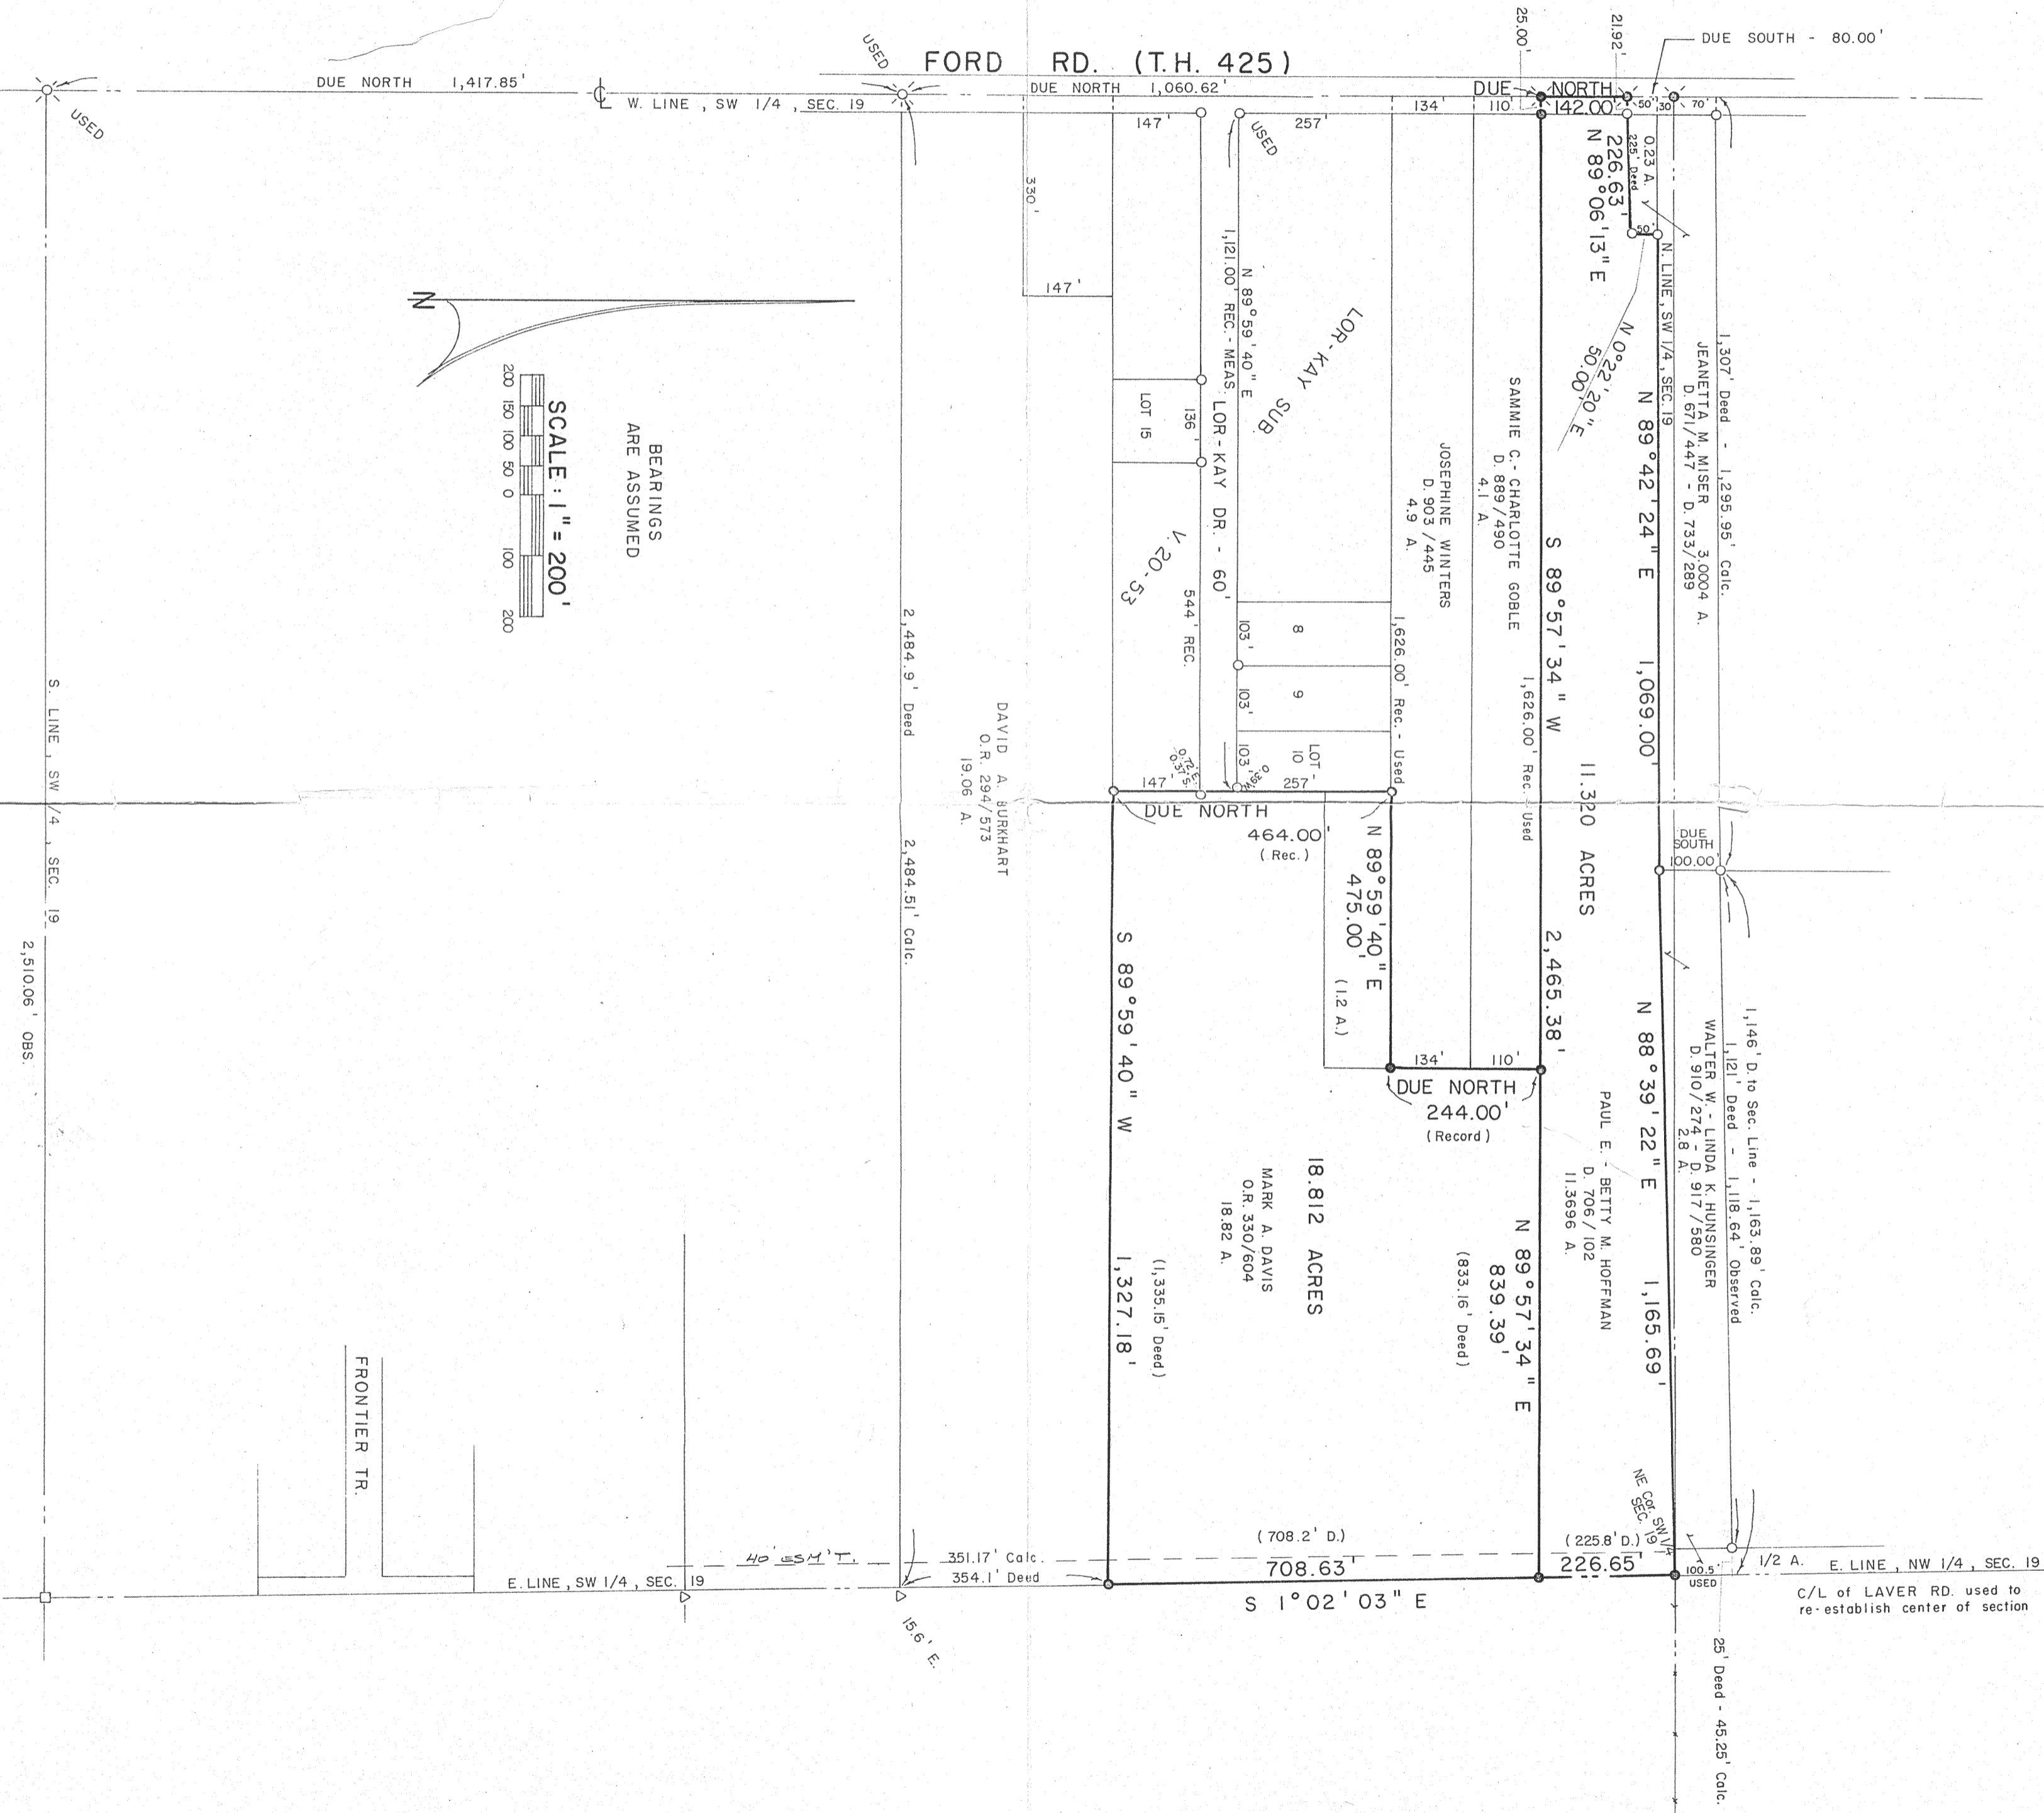 FORD RD. (T.H. 425)
25.00'
21.92'
DUE SOUTH - 80.00'
USED
USED
DUE NORTH 1,417.85'
℄
W. LINE , SW 1/4 , SEC. 19
DUE NORTH 1,060.62'
134' 110'
DUE NORTH
142.00'
50' 30' 70'
147'
257'
USED
330'
147'
226.63'
N 89°06'13" E
225' Deed
0.23 A.
50'
N 0°22'20" E
50.00'
N. LINE , SW 1/4 , SEC. 19
N 89°42'24" E 1,069.00'
JEANETTA M. MISER 3.0004 A.
D. 671/447 - D. 733/289
1,307' Deed - 1,295.95' Calc.
1,121.00' REC.-MEAS.
N 89°59'40" E
LOR-KAY SUB
LOR-KAY DR. - 60'
LOT 15
136'
V. 20-53
544' REC.
103'
8
103'
9
103'
LOT 10
0.72'E.
0.37'S.
0.39'W.
147'
257'
1,626.00' Rec. - Used
JOSEPHINE WINTERS
D. 903/445
4.9 A.
SAMMIE C.- CHARLOTTE GOBLE
D. 889/490
4.1 A.
1,626.00' Rec. - Used
S 89°57'34" W 2,465.38'
11.320 ACRES
DUE NORTH
464.00'
(Rec.)
N 89°59'40" E
475.00'
(1.2 A.)
DUE SOUTH
100.00'
134' 110'
DUE NORTH
244.00'
(Record)
N
200 150 100 50 0 100 200
SCALE: 1" = 200'
BEARINGS
ARE ASSUMED
2,484.9' Deed 2,484.51' Calc.
DAVID A. BURKHART
O.R. 294/573
19.06 A.
S. LINE , SW 1/4 , SEC. 19
2,510.06' OBS.
S 89°59'40" W 1,327.18'
(1,335.15' Deed)
MARK A. DAVIS
O.R. 330/604
18.82 A.
18.812 ACRES
N 89°57'34" E
839.39'
(833.16' Deed)
PAUL E. - BETTY M. HOFFMAN
D. 706/102
11.3696 A.
N 88°39'22" E 1,165.69'
WALTER W. - LINDA K. HUNSINGER
D. 910/274 - D. 917/580
2.8 A.
1,121' Deed - 1,118.64' Observed
1,146' D. to Sec. Line - 1,163.89' Calc.
FRONTIER TR.
NE Cor. SW 1/4
SEC. 19
40' ESM'T.
E. LINE , SW 1/4 , SEC. 19
351.17' Calc.
354.1' Deed
(708.2' D.)
708.63'
(225.8' D.)
226.65'
S 1°02'03" E
100.5'
USED
1/2 A.
E. LINE , NW 1/4 , SEC. 19
C/L of LAVER RD. used to
re-establish center of section
15.6' E.
25' Deed - 45.25' Calc.